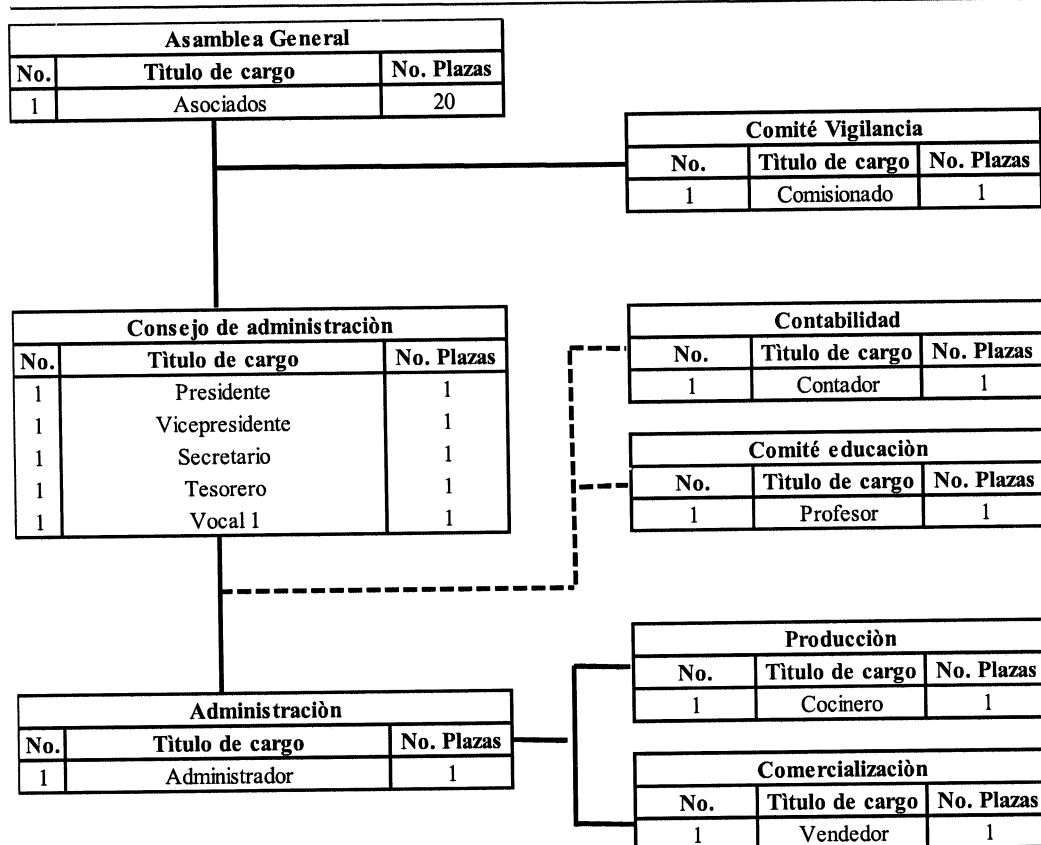 Asamblea General
No. Tìtulo de cargo No. Plazas
1 Asociados 20
Comité Vigilancia
No. Tìtulo de cargo No. Plazas
1 Comisionado 1
Consejo de administraciòn
No. Tìtulo de cargo No. Plazas
1 Presidente 1
1 Vicepresidente 1
1 Secretario 1
1 Tesorero 1
1 Vocal 1 1
Contabilidad
No. Tìtulo de cargo No. Plazas
1 Contador 1
Comité educaciòn
No. Tìtulo de cargo No. Plazas
1 Profesor 1
Administraciòn
No. Tìtulo de cargo No. Plazas
1 Administrador 1
Producciòn
No. Tìtulo de cargo No. Plazas
1 Cocinero 1
Comercializaciòn
No. Tìtulo de cargo No. Plazas
1 Vendedor 1